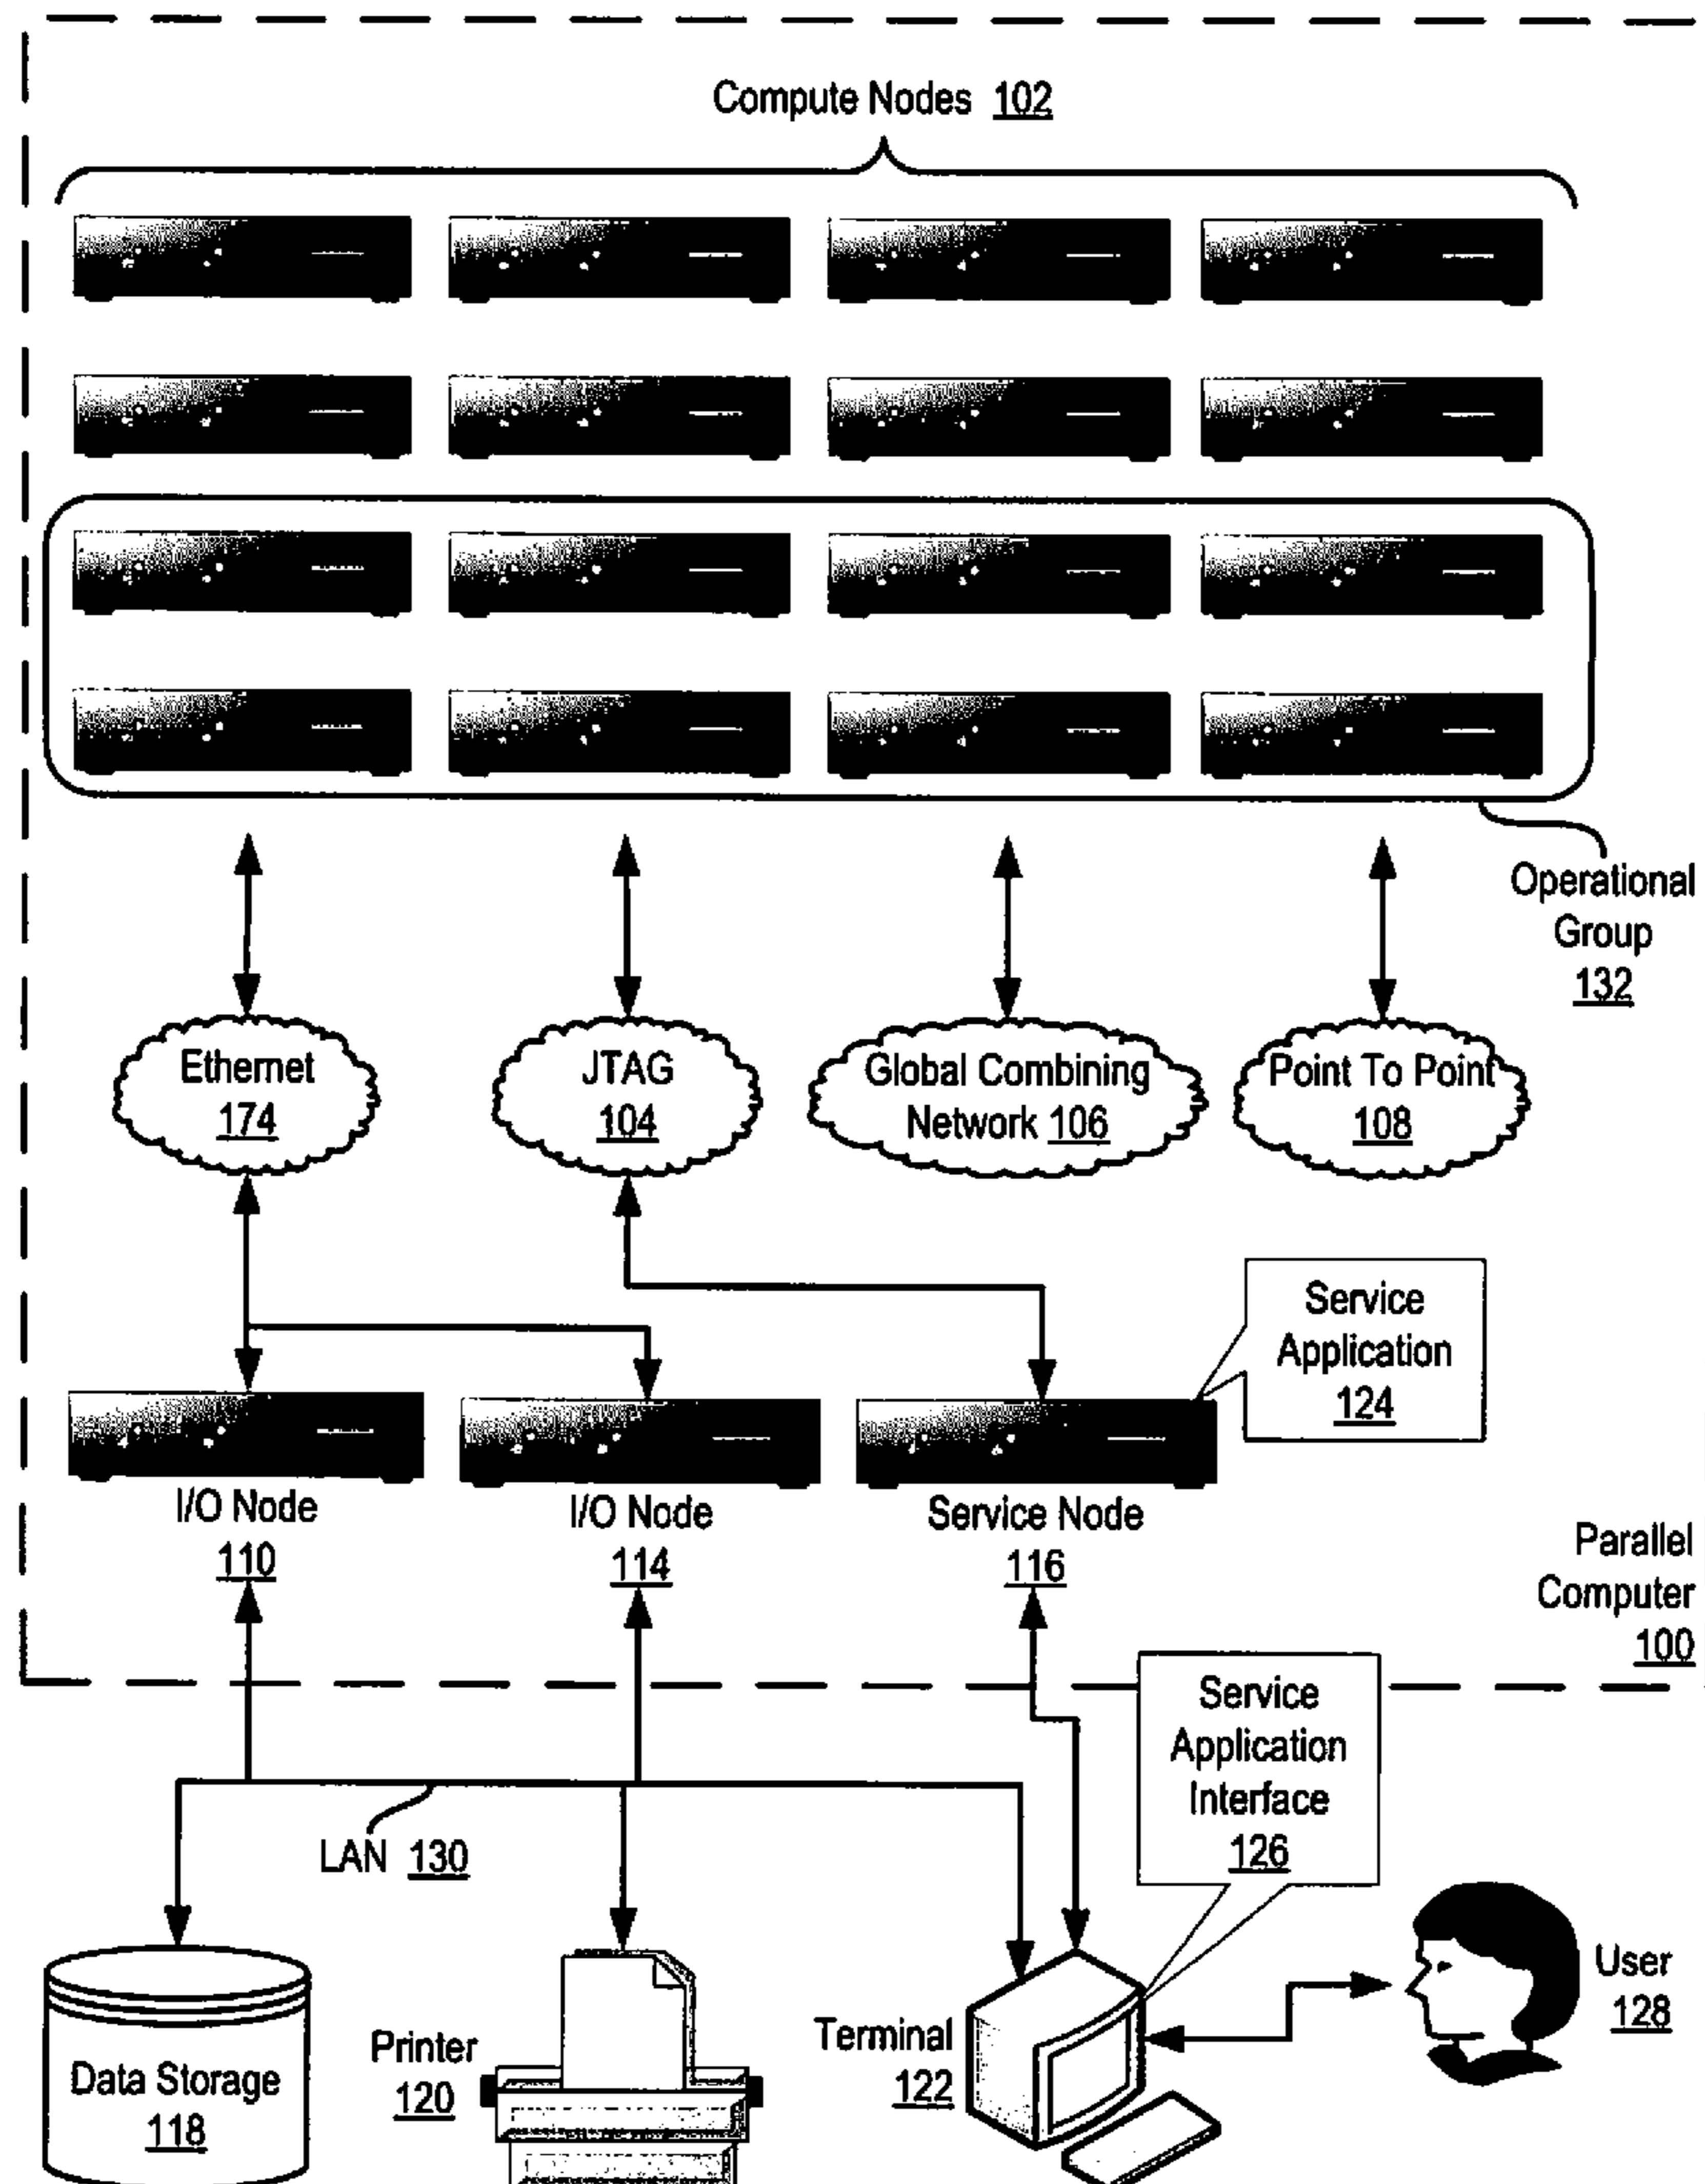 Compute Nodes 102
Operational
Group
132
Ethernet
174
JTAG
104
Global Combining
Network 106
Point To Point
108
Service
Application
124
I/O Node
110
I/O Node
114
Service Node
116
Parallel
Computer
100
Service
Application
Interface
126
LAN 130
Data Storage
118
Printer
120
Terminal
122
User
128